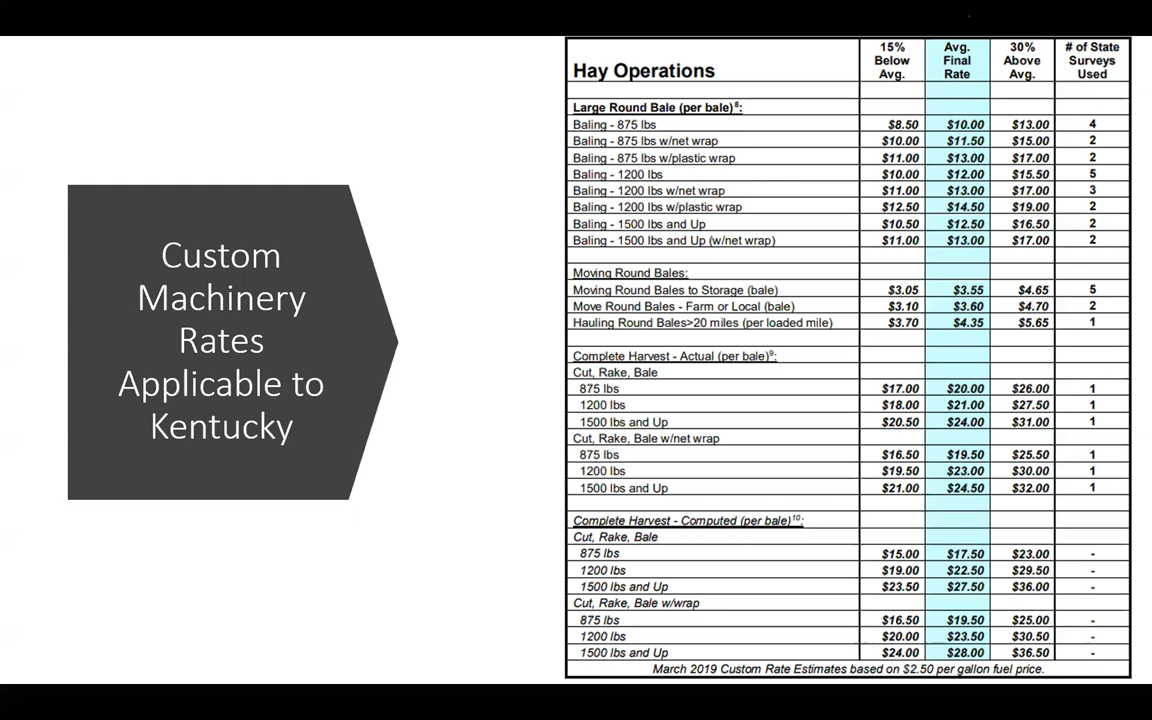 Custom
Machinery
Rates
Applicable to
Kentucky
Hay Operations 15% Below Avg. Avg. Final Rate 30% Above Avg. # of State Surveys Used
Large Round Bale (per bale)⁸:
Baling - 875 lbs $8.50 $10.00 $13.00 4
Baling - 875 lbs w/net wrap $10.00 $11.50 $15.00 2
Baling - 875 lbs w/plastic wrap $11.00 $13.00 $17.00 2
Baling - 1200 lbs $10.00 $12.00 $15.50 5
Baling - 1200 lbs w/net wrap $11.00 $13.00 $17.00 3
Baling - 1200 lbs w/plastic wrap $12.50 $14.50 $19.00 2
Baling - 1500 lbs and Up $10.50 $12.50 $16.50 2
Baling - 1500 lbs and Up (w/net wrap) $11.00 $13.00 $17.00 2
Moving Round Bales:
Moving Round Bales to Storage (bale) $3.05 $3.55 $4.65 5
Move Round Bales - Farm or Local (bale) $3.10 $3.60 $4.70 2
Hauling Round Bales>20 miles (per loaded mile) $3.70 $4.35 $5.65 1
Complete Harvest - Actual (per bale)⁹:
Cut, Rake, Bale
875 lbs $17.00 $20.00 $26.00 1
1200 lbs $18.00 $21.00 $27.50 1
1500 lbs and Up $20.50 $24.00 $31.00 1
Cut, Rake, Bale w/net wrap
875 lbs $16.50 $19.50 $25.50 1
1200 lbs $19.50 $23.00 $30.00 1
1500 lbs and Up $21.00 $24.50 $32.00 1
Complete Harvest - Computed (per bale)¹⁰:
Cut, Rake, Bale
875 lbs $15.00 $17.50 $23.00 -
1200 lbs $19.00 $22.50 $29.50 -
1500 lbs and Up $23.50 $27.50 $36.00 -
Cut, Rake, Bale w/wrap
875 lbs $16.50 $19.50 $25.00 -
1200 lbs $20.00 $23.50 $30.50 -
1500 lbs and Up $24.00 $28.00 $36.50 -
March 2019 Custom Rate Estimates based on $2.50 per gallon fuel price.